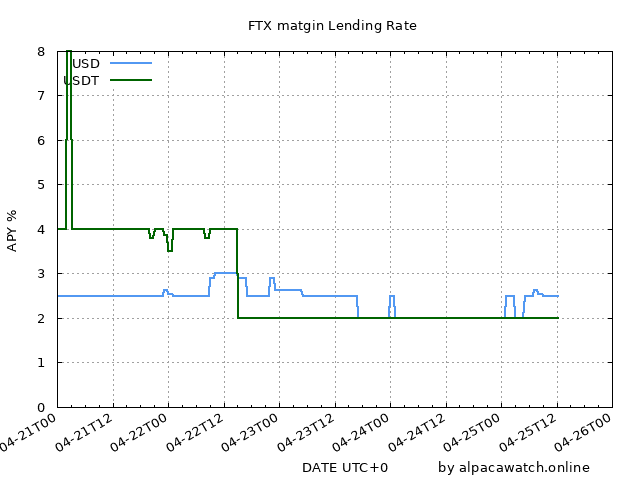 FTX matgin Lending Rate
USD
USDT
8
7
6
5
4
3
2
1
0
APY %
04-21T00
04-21T12
04-22T00
04-22T12
04-23T00
04-23T12
04-24T00
04-24T12
04-25T00
04-25T12
04-26T00
DATE UTC+0
by alpacawatch.online